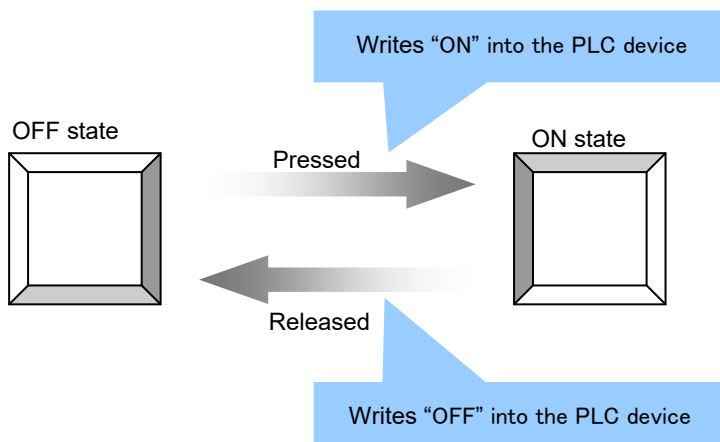 Writes “ON” into the PLC device
OFF state
ON state
Pressed
Released
Writes “OFF” into the PLC device